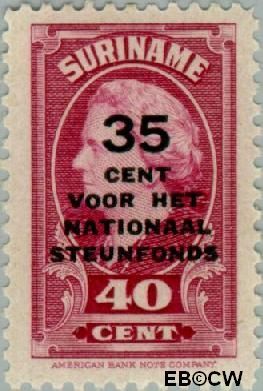 SURINAME
35
CENT
VOOR HET
NATIONAAL
STEUNFONDS
40
CENT
AMERICAN BANK NOTE COMPANY
EB©CW